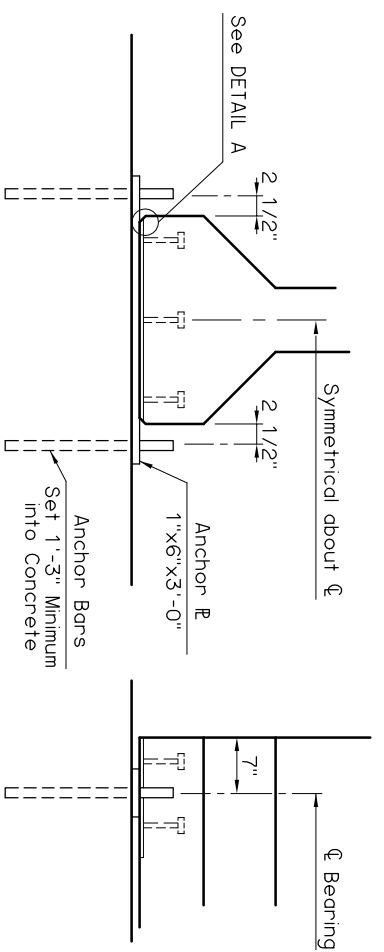 See DETAIL A
2 1/2"
Symmetrical about ℄
2 1/2"
Anchor ⅊
1"x6"x3'-0"
Anchor Bars
Set 1'-3" Minimum
into Concrete
7"
℄ Bearing